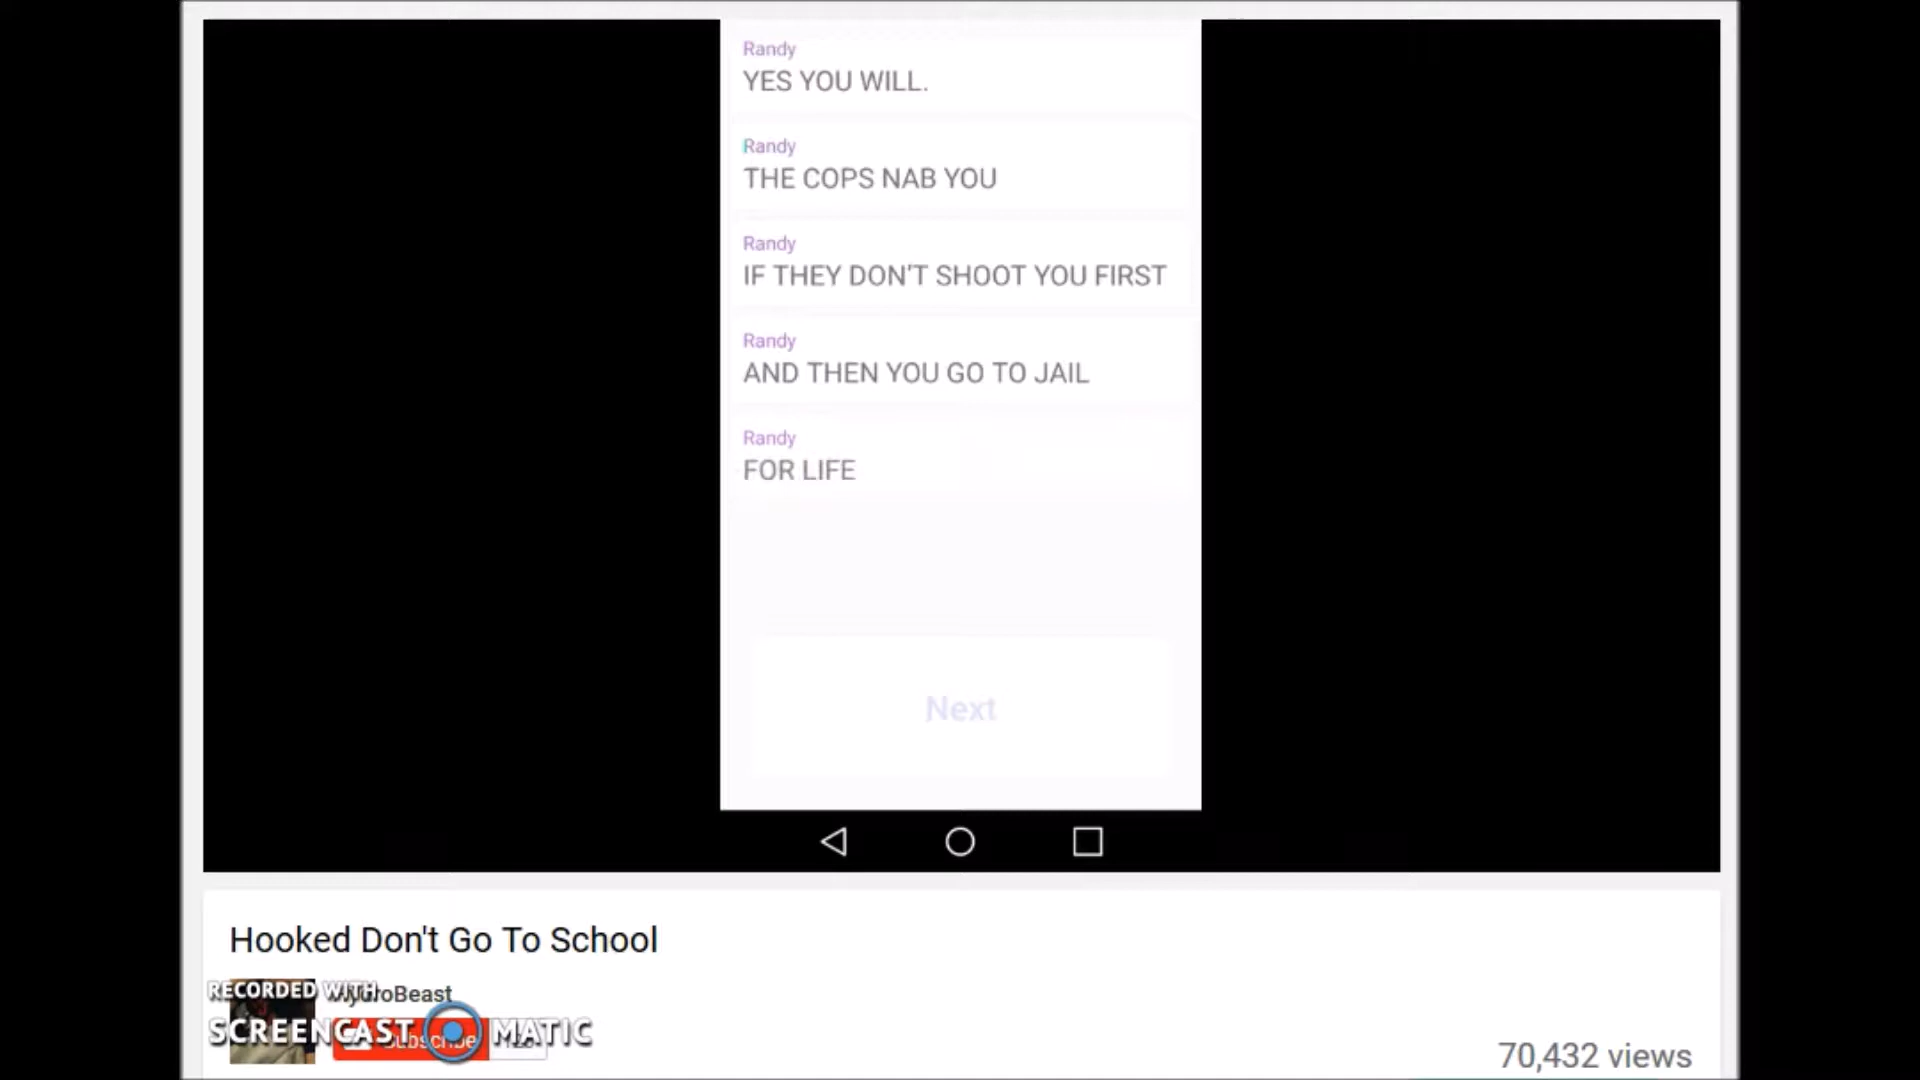 Randy
YES YOU WILL.
Randy
THE COPS NAB YOU
Randy
IF THEY DON'T SHOOT YOU FIRST
Randy
AND THEN YOU GO TO JAIL
Randy
FOR LIFE
Next
Hooked Don't Go To School
RECORDED WITH
SCREENCAST MATIC
Subscribe
70,432 views